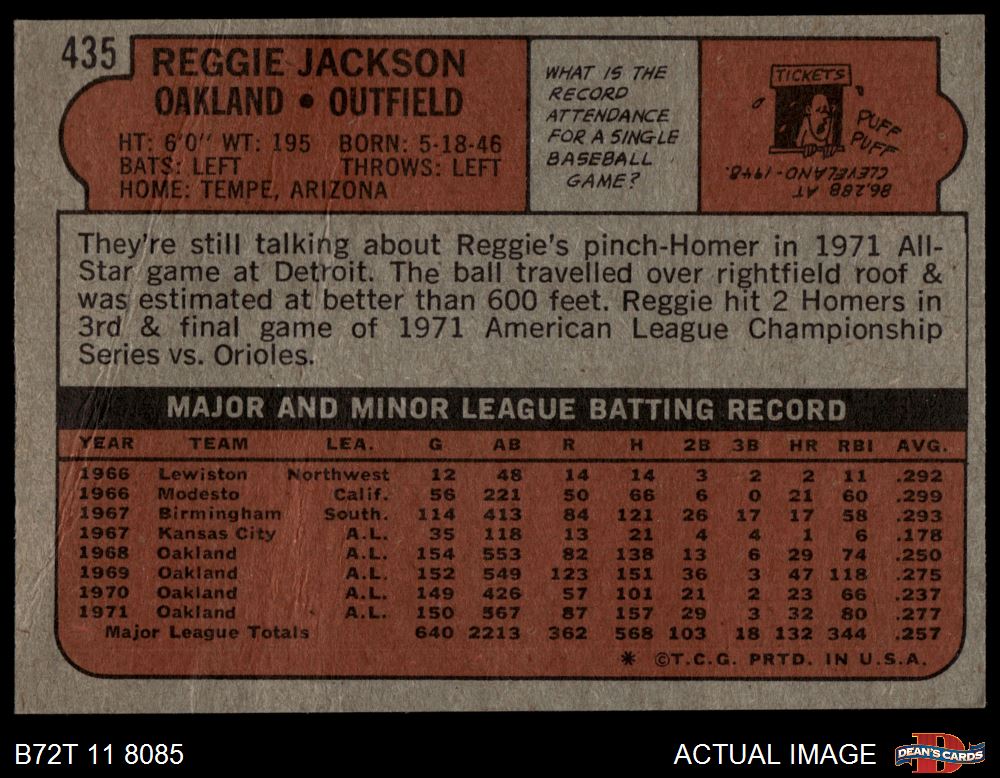 435
REGGIE JACKSON
OAKLAND • OUTFIELD
HT: 6'0" WT: 195 BORN: 5-18-46
BATS: LEFT THROWS: LEFT
HOME: TEMPE, ARIZONA
WHAT IS THE
RECORD
ATTENDANCE
FOR A SINGLE
BASEBALL
GAME?
TICKETS
PUFF
PUFF
86,288 AT
CLEVELAND-1948.
They're still talking about Reggie's pinch-Homer in 1971 All-
Star game at Detroit. The ball travelled over rightfield roof &
was estimated at better than 600 feet. Reggie hit 2 Homers in
3rd & final game of 1971 American League Championship
Series vs. Orioles.
MAJOR AND MINOR LEAGUE BATTING RECORD
YEAR TEAM LEA. G AB R H 2B 3B HR RBI AVG.
1966 Lewiston Northwest 12 48 14 14 3 2 2 11 .292
1966 Modesto Calif. 56 221 50 66 6 0 21 60 .299
1967 Birmingham South. 114 413 84 121 26 17 17 58 .293
1967 Kansas City A.L. 35 118 13 21 4 4 1 6 .178
1968 Oakland A.L. 154 553 82 138 13 6 29 74 .250
1969 Oakland A.L. 152 549 123 151 36 3 47 118 .275
1970 Oakland A.L. 149 426 57 101 21 2 23 66 .237
1971 Oakland A.L. 150 567 87 157 29 3 32 80 .277
Major League Totals 640 2213 362 568 103 18 132 344 .257
* ©T.C.G. PRTD. IN U.S.A.
B72T 11 8085
ACTUAL IMAGE
DEAN'S CARDS